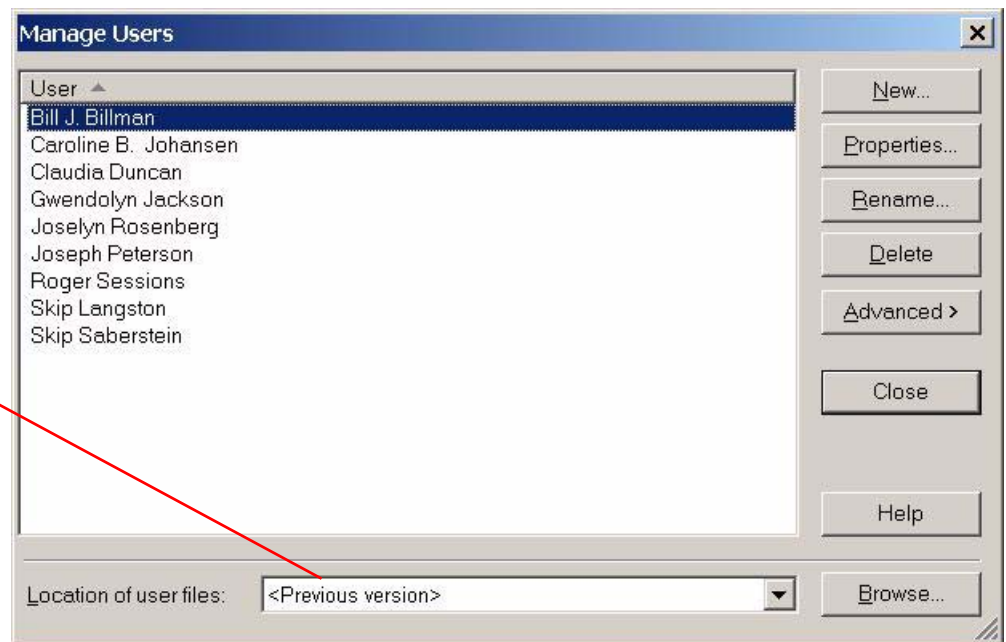 Manage Users
User
Bill J. Billman
Caroline B. Johansen
Claudia Duncan
Gwendolyn Jackson
Joselyn Rosenberg
Joseph Peterson
Roger Sessions
Skip Langston
Skip Saberstein
New...
Properties...
Rename...
Delete
Advanced >
Close
Help
Location of user files: <Previous version> Browse...